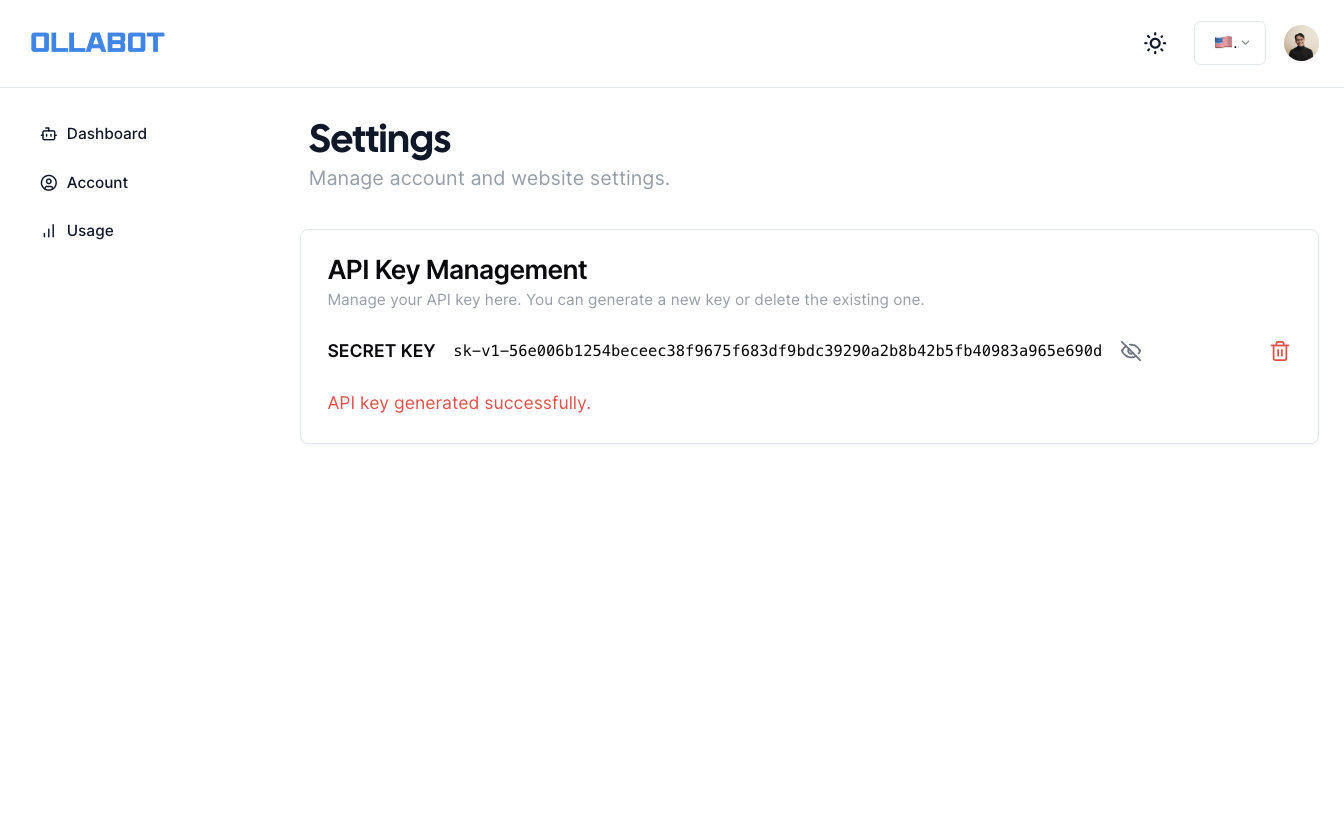 OLLABOT
Dashboard
Account
Usage
Settings
Manage account and website settings.
API Key Management
Manage your API key here. You can generate a new key or delete the existing one.
SECRET KEY sk-v1-56e006b1254beceec38f9675f683df9bdc39290a2b8b42b5fb40983a965e690d
API key generated successfully.